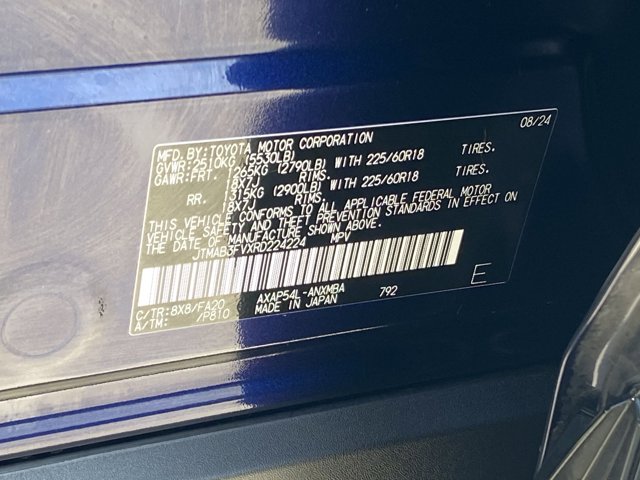 MFD. BY: TOYOTA MOTOR CORPORATION 08/24
GVWR: 2510KG (5530LB)
GAWR: FRT. 1265KG (2790LB) WITH 225/60R18 TIRES.
18X7J RIMS.
RR. 1315KG (2900LB) WITH 225/60R18 TIRES.
18X7J RIMS.
THIS VEHICLE CONFORMS TO ALL APPLICABLE FEDERAL MOTOR
VEHICLE SAFETY AND THEFT PREVENTION STANDARDS IN EFFECT ON
THE DATE OF MANUFACTURE SHOWN ABOVE.
JTMAB3FVXRD224224 MPV
C/TR: 8X8/FA20 AXAP54L-ANXMBA 792 E
A/TM: /P810 MADE IN JAPAN